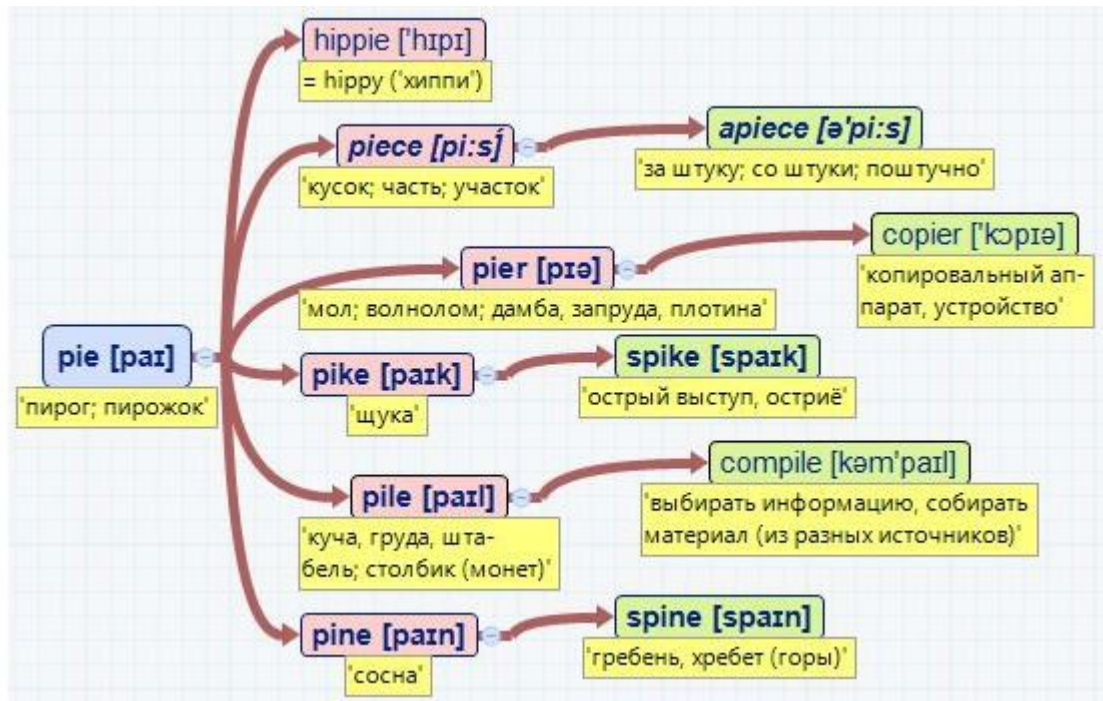 hippie ['hɪpɪ]
= hippy ('хиппи')
piece [pi:s]
'кусок; часть; участок'
apiece [ə'pi:s]
'за штуку; со штуки; поштучно'
pier [pɪə]
'мол; волнолом; дамба, запруда, плотина'
copier ['kɔpɪə]
'копировальный ап-
парат, устройство'
pie [paɪ]
'пирог; пирожок'
pike [paɪk]
'щука'
spike [spaɪk]
'острый выступ, остриё'
pile [paɪl]
'куча, груда, шта-
бель; столбик (монет)'
compile [kəm'paɪl]
'выбирать информацию, собирать
материал (из разных источников)'
pine [paɪn]
'сосна'
spine [spaɪn]
'гребень, хребет (горы)'